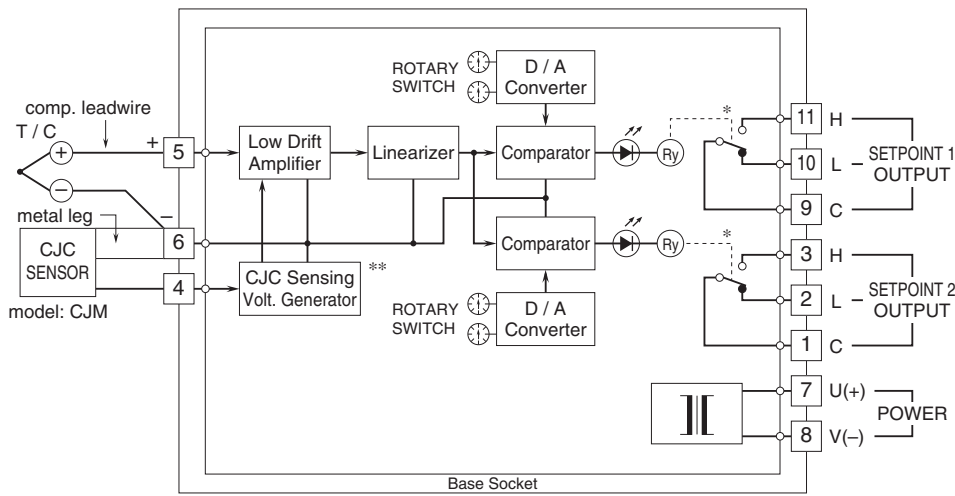 ROTARY
SWITCH
D / A
Converter
comp. leadwire
T / C
+
+
5
Low Drift
Amplifier
Linearizer
Comparator
Ry
*
11
H
10
L
SETPOINT 1
OUTPUT
9
C
–
–
metal leg
6
CJC
SENSOR
4
CJC Sensing
Volt. Generator
**
Comparator
Ry
*
3
H
2
L
SETPOINT 2
OUTPUT
1
C
model: CJM
ROTARY
SWITCH
D / A
Converter
7
U(+)
POWER
8
V(–)
Base Socket